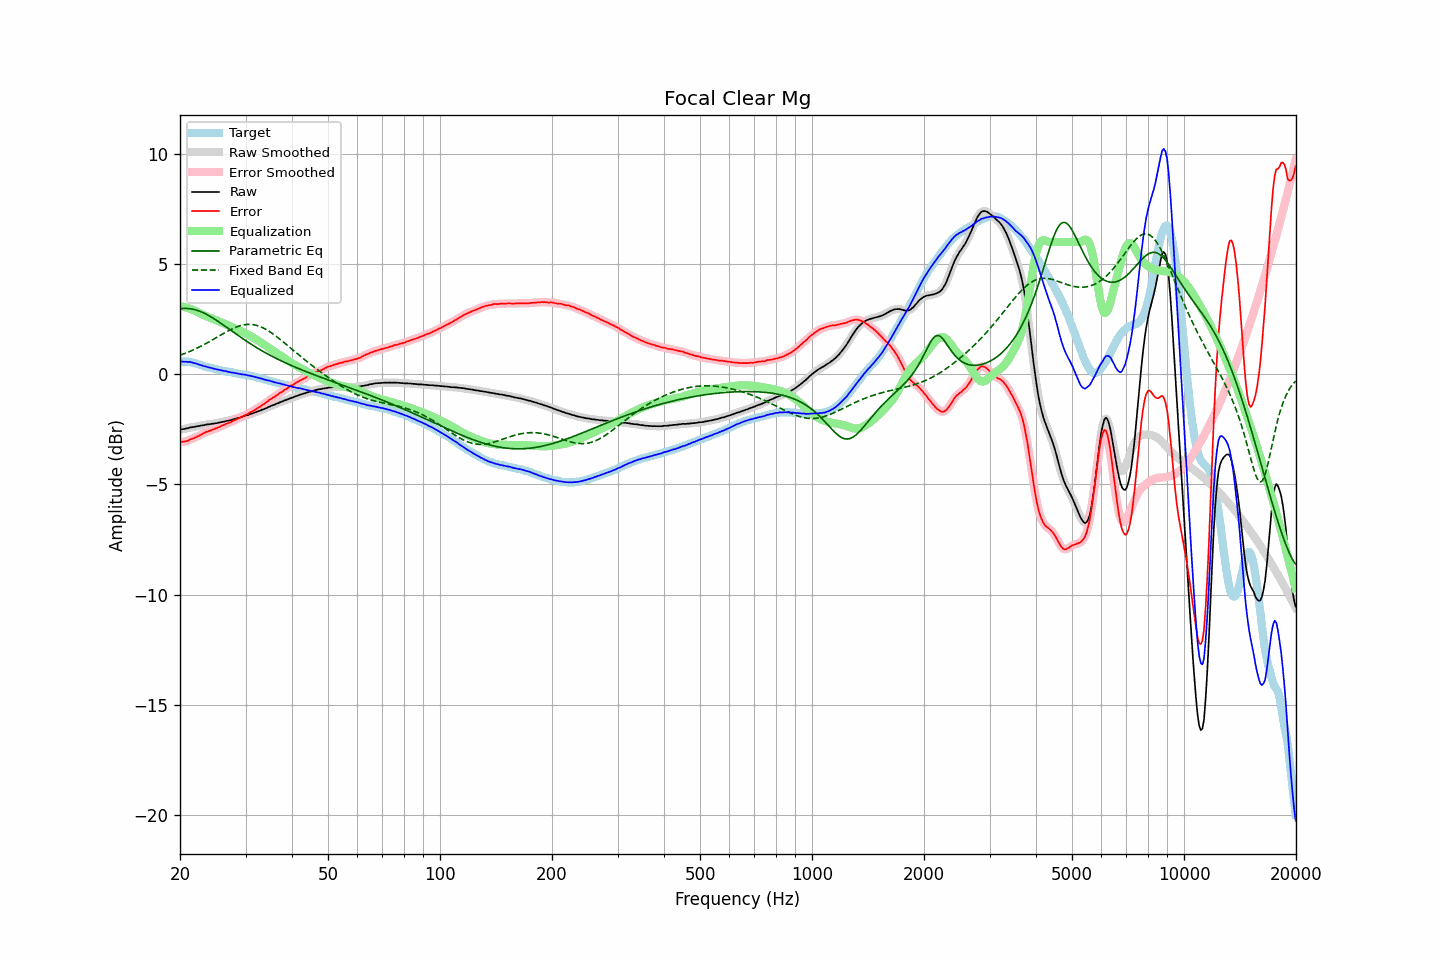 Focal Clear Mg
Target
Raw Smoothed
Error Smoothed
Raw
Error
Equalization
Parametric Eq
Fixed Band Eq
Equalized
10
5
0
−5
−10
−15
−20
Amplitude (dBr)
20 50 100 200 500 1000 2000 5000 10000 20000
Frequency (Hz)